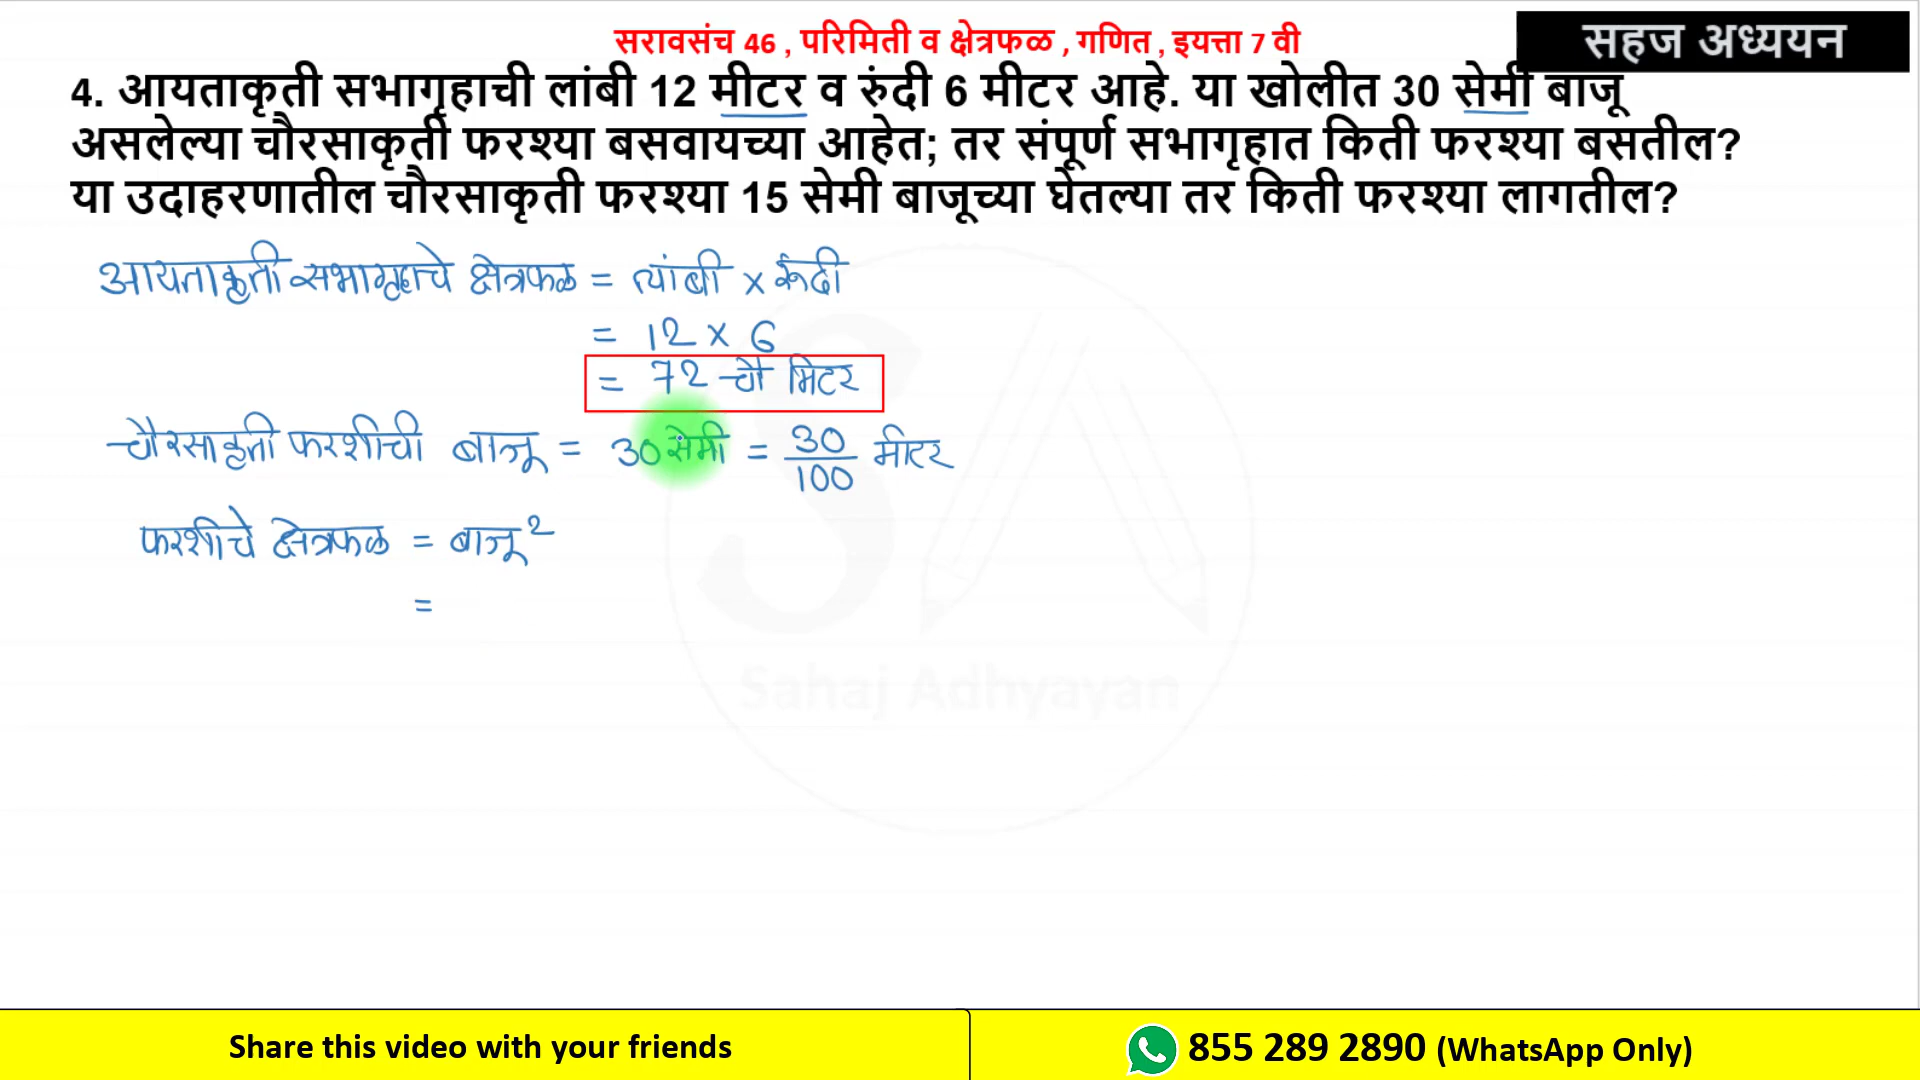 सरावसंच 46 , परिमिती व क्षेत्रफळ , गणित , इयत्ता 7 वी
सहज अध्ययन
4. आयताकृती सभागृहाची लांबी 12 मीटर व रुंदी 6 मीटर आहे. या खोलीत 30 सेमी बाजू
असलेल्या चौरसाकृती फरश्या बसवायच्या आहेत; तर संपूर्ण सभागृहात किती फरश्या बसतील?
या उदाहरणातील चौरसाकृती फरश्या 15 सेमी बाजूच्या घेतल्या तर किती फरश्या लागतील?
आयताकृती सभागृहाचे क्षेत्रफळ = लांबी × रुंदी
= 12 × 6
= 72 चौ मिटर
चौरसाकृती फरशीची बाजू = 30 सेमी = 30/100 मीटर
फरशीचे क्षेत्रफळ = बाजू²
=
Sahaj Adhyayan
Share this video with your friends
855 289 2890 (WhatsApp Only)